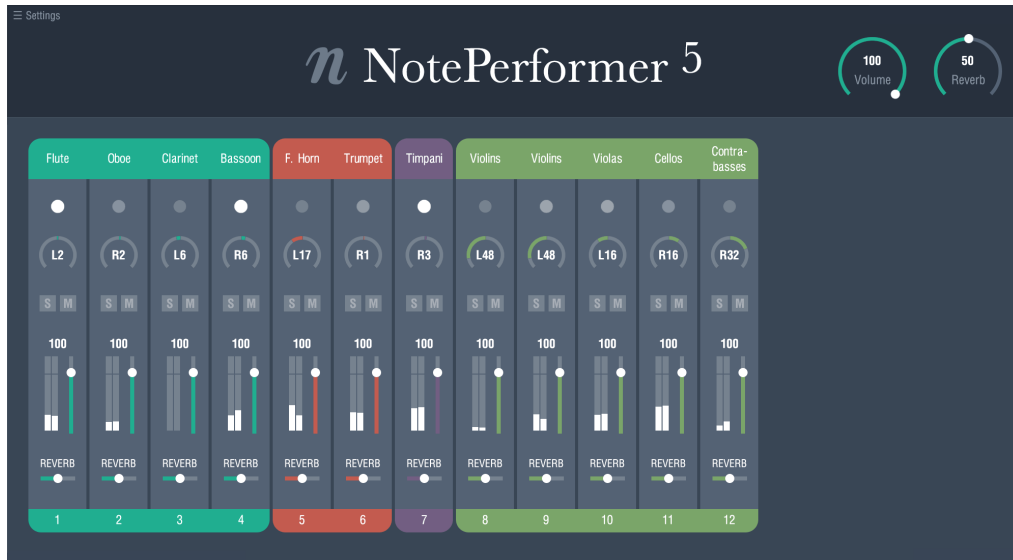 ☰ Settings
n NotePerformer 5
100
Volume
50
Reverb
Flute Oboe Clarinet Bassoon F. Horn Trumpet Timpani Violins Violins Violas Cellos Contra-
basses
L2 R2 L6 R6 L17 R1 R3 L48 L48 L16 R16 R32
S M S M S M S M S M S M S M S M S M S M S M S M
100 100 100 100 100 100 100 100 100 100 100 100
REVERB REVERB REVERB REVERB REVERB REVERB REVERB REVERB REVERB REVERB REVERB REVERB
1 2 3 4 5 6 7 8 9 10 11 12